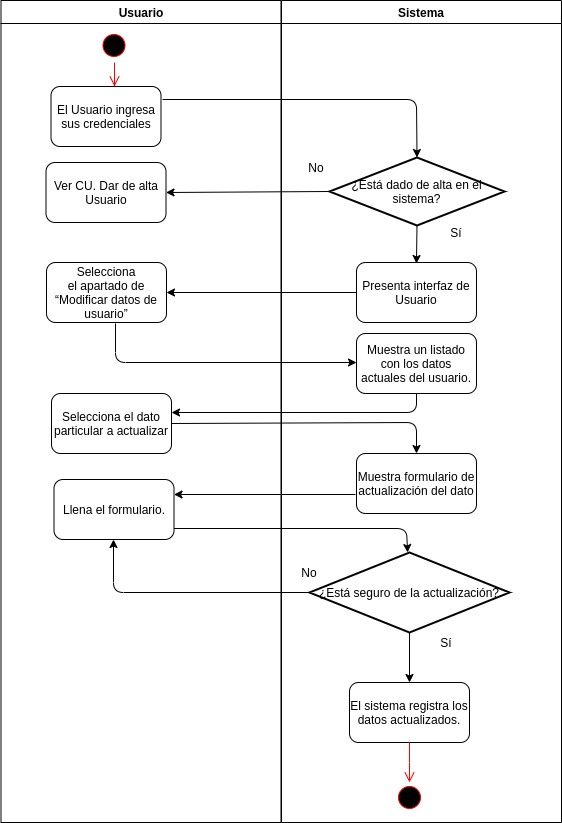 Usuario
Sistema
El Usuario ingresa
sus credenciales
¿Está dado de alta en el
sistema?
No
Sí
Ver CU. Dar de alta
Usuario
Presenta interfaz de
Usuario
Selecciona
el apartado de
“Modificar datos de
usuario”
Muestra un listado
con los datos
actuales del usuario.
Selecciona el dato
particular a actualizar
Muestra formulario de
actualización del dato
Llena el formulario.
No
¿Está seguro de la actualización?
Sí
El sistema registra los
datos actualizados.